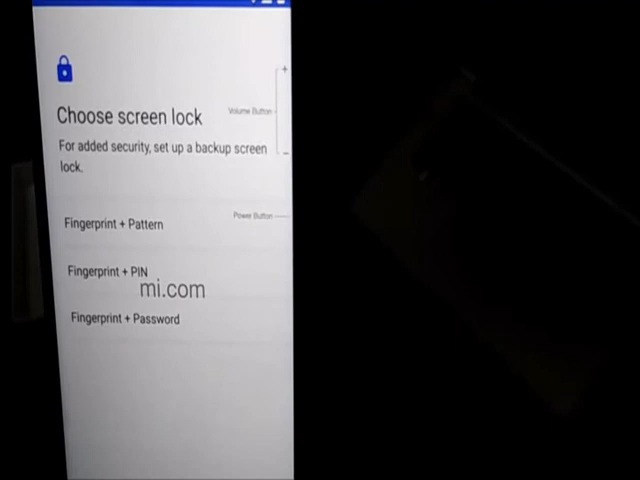 +
Choose screen lock
Volume Button
For added security, set up a backup screen
lock.
−
Fingerprint + Pattern
Power Button
Fingerprint + PIN
mi.com
Fingerprint + Password